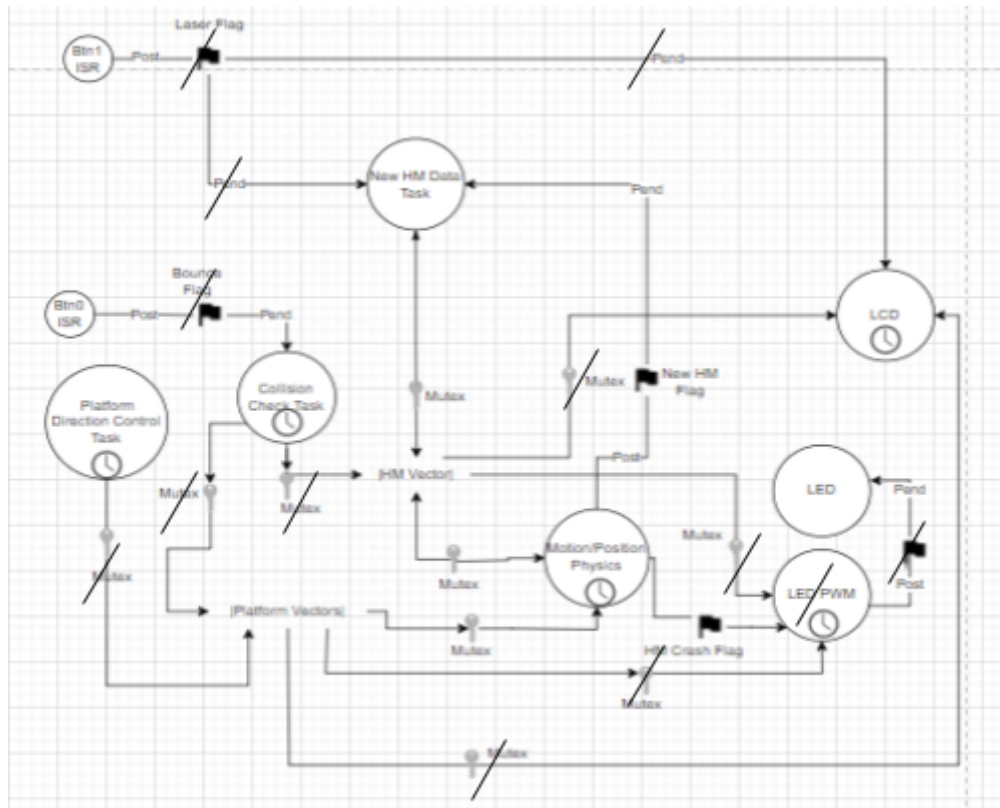 Laser Flag
Btn1
ISR
Post
Pend
Pend
New HM Data
Task
Pend
Bounce
Flag
Btn0
ISR
Post
Pend
LCD
Collision
Check Task
Platform
Direction Control
Task
Mutex
Mutex
New HM
Flag
Post
|HM Vector|
Mutex
Mutex
Mutex
LED
Pend
Mutex
Mutex
Motion/Position
Physics
Mutex
LED PWM
Post
|Platform Vectors|
Mutex
HM Crash Flag
Mutex
Mutex